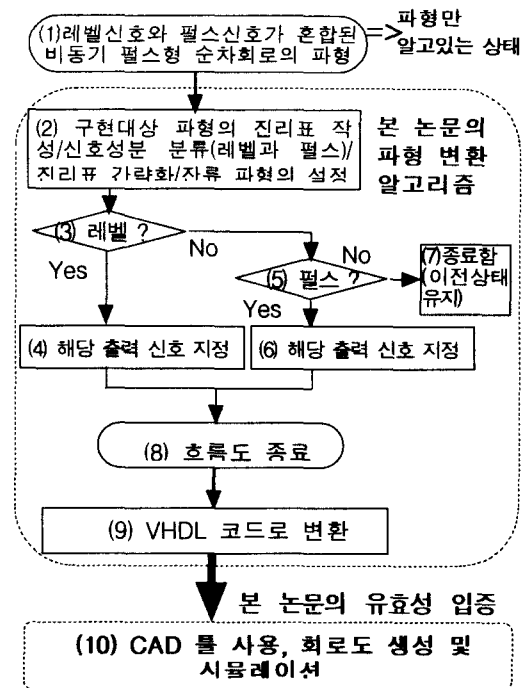 (1)레벨신호와 펄스신호가 혼합된
비동기 펄스형 순차회로의 파형
=> 파형만
알고있는 상태
(2) 구현대상 파형의 진리표 작
성/신호성분 분류(레벨과 펄스)/
진리표 간략화/잔류 파형의 설정
본 논문의
파형 변환
알고리즘
(3) 레벨 ?
No
Yes
(5) 펄스 ?
No
Yes
(7)종료함
(이전상태
유지)
(4) 해당 출력 신호 지정
(6) 해당 출력 신호 지정
(8) 흐름도 종료
(9) VHDL 코드로 변환
본 논문의 유효성 입증
(10) CAD 툴 사용, 회로도 생성 및
시뮬레이션